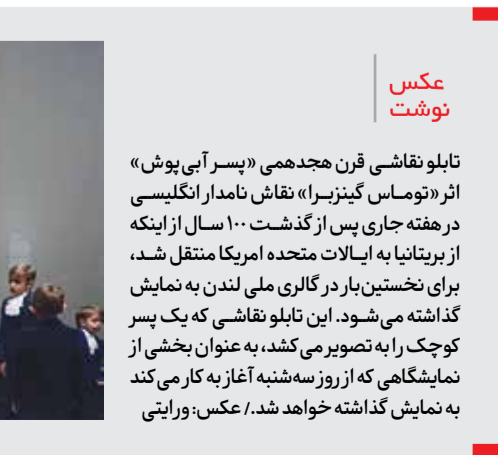 عکس
نوشت
تابلو نقاشی قرن هجدهمی «پسر آبی‌پوش»
اثر «توماس گینزبرا» نقاش نامدار انگلیسی
در هفته جاری پس از گذشت ۱۰۰ سال از اینکه
از بریتانیا به ایالات متحده امریکا منتقل شد،
برای نخستین‌بار در گالری ملی لندن به نمایش
گذاشته می‌شود. این تابلو نقاشی که یک پسر
کوچک را به تصویر می‌کشد، به عنوان بخشی از
نمایشگاهی که از روز سه‌شنبه آغاز به کار می‌کند
به نمایش گذاشته خواهد شد./ عکس: ورایتی